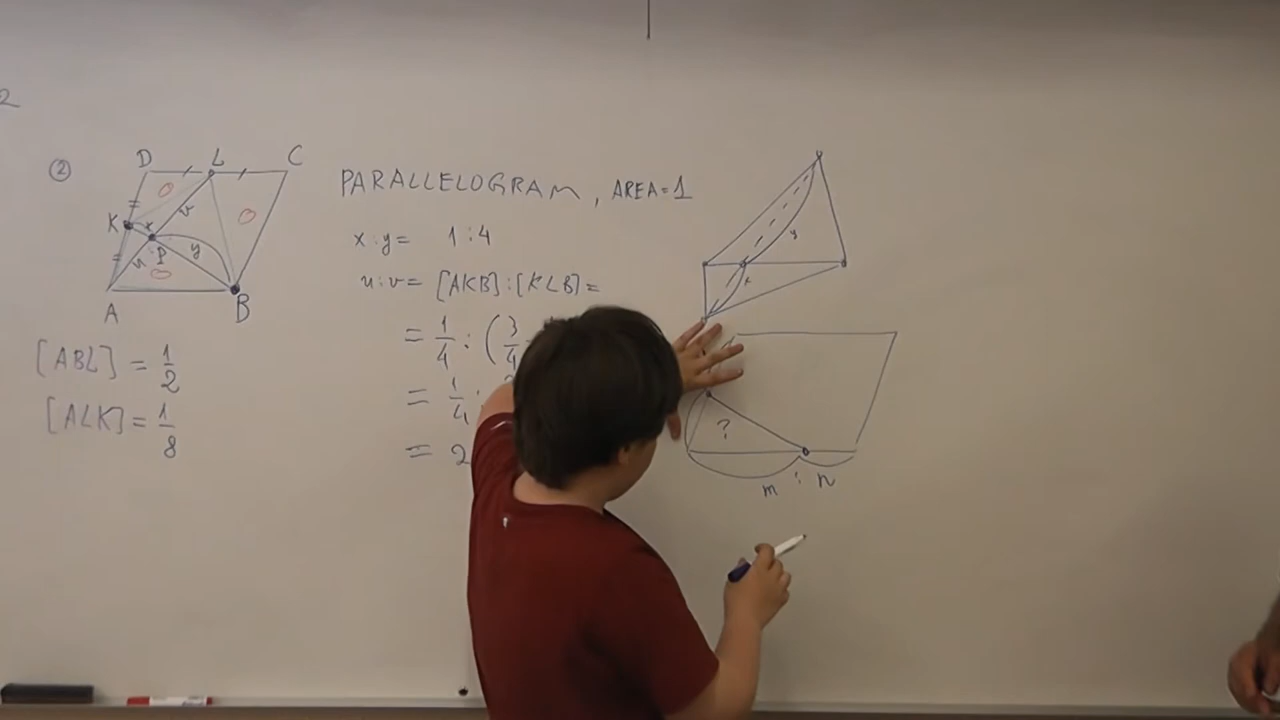 2
②
D L C
K x v
P y
u
A B
[ABL] = 1/2
[ALK] = 1/8
PARALLELOGRAM, AREA=1
x:y= 1:4
u:v= [AKB]:[KLB]=
= 1/4 : (3/4
= 1/4 :
= 2
y
x
?
m : n